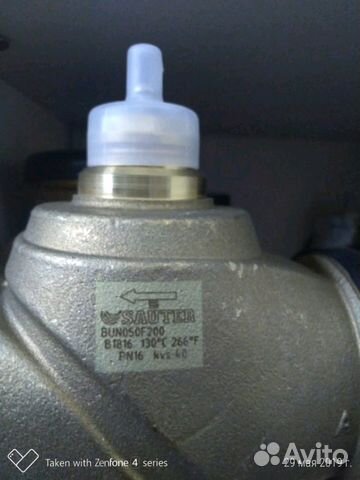 SAUTER
BUN050F200
B1816 130°C 266°F
PN16 kvs 40
Taken with Zenfone 4 series
Avito
29 мая 2019 г.